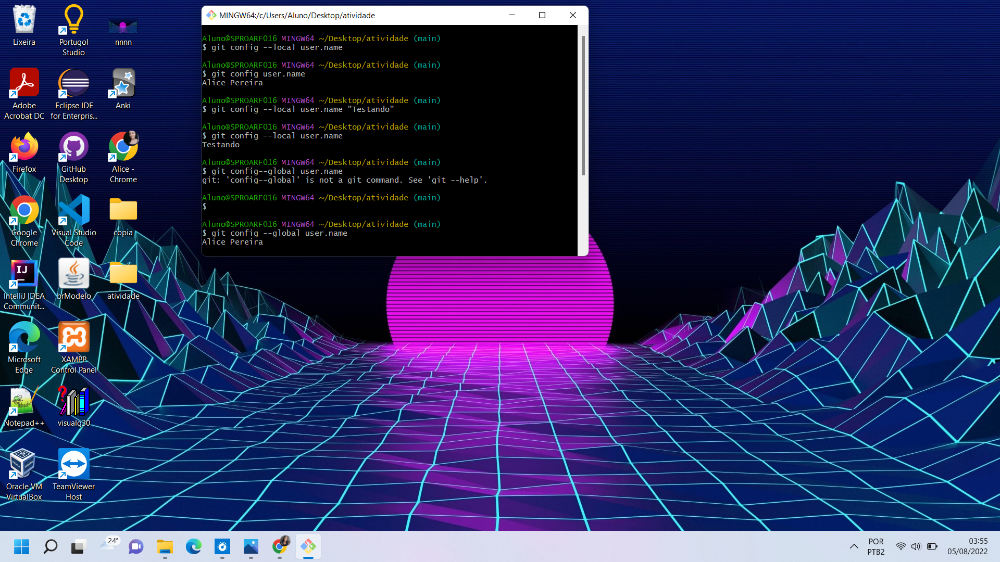 MINGW64:/c/Users/Aluno/Desktop/atividade
Aluno@SPROARF016 MINGW64 ~/Desktop/atividade (main)
$ git config --local user.name
Aluno@SPROARF016 MINGW64 ~/Desktop/atividade (main)
$ git config user.name
Alice Pereira
Aluno@SPROARF016 MINGW64 ~/Desktop/atividade (main)
$ git config --local user.name "Testando"
Aluno@SPROARF016 MINGW64 ~/Desktop/atividade (main)
$ git config --local user.name
Testando
Aluno@SPROARF016 MINGW64 ~/Desktop/atividade (main)
$ git config--global user.name
git: 'config--global' is not a git command. See 'git --help'.
Aluno@SPROARF016 MINGW64 ~/Desktop/atividade (main)
$
Aluno@SPROARF016 MINGW64 ~/Desktop/atividade (main)
$ git config --global user.name
Alice Pereira
Lixeira
Portugol
Studio
nnnn
Adobe
Acrobat DC
Eclipse IDE
for Enterpris...
Anki
Firefox
GitHub
Desktop
Alice -
Chrome
Google
Chrome
Visual Studio
Code
copia
IJ
IntelliJ IDEA
Communit...
brModelo
atividade
Microsoft
Edge
XAMPP
Control Panel
Notepad++
visualg30
Oracle VM
VirtualBox
TeamViewer
Host
24°
POR
PTB2
03:55
05/08/2022